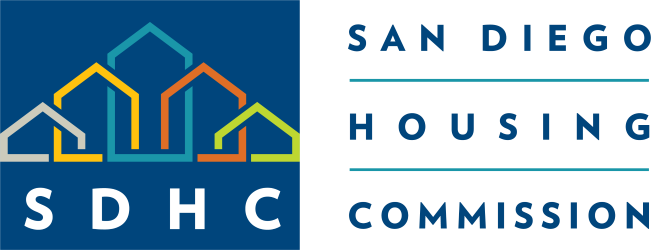 SDHC
SAN DIEGO
HOUSING
COMMISSION